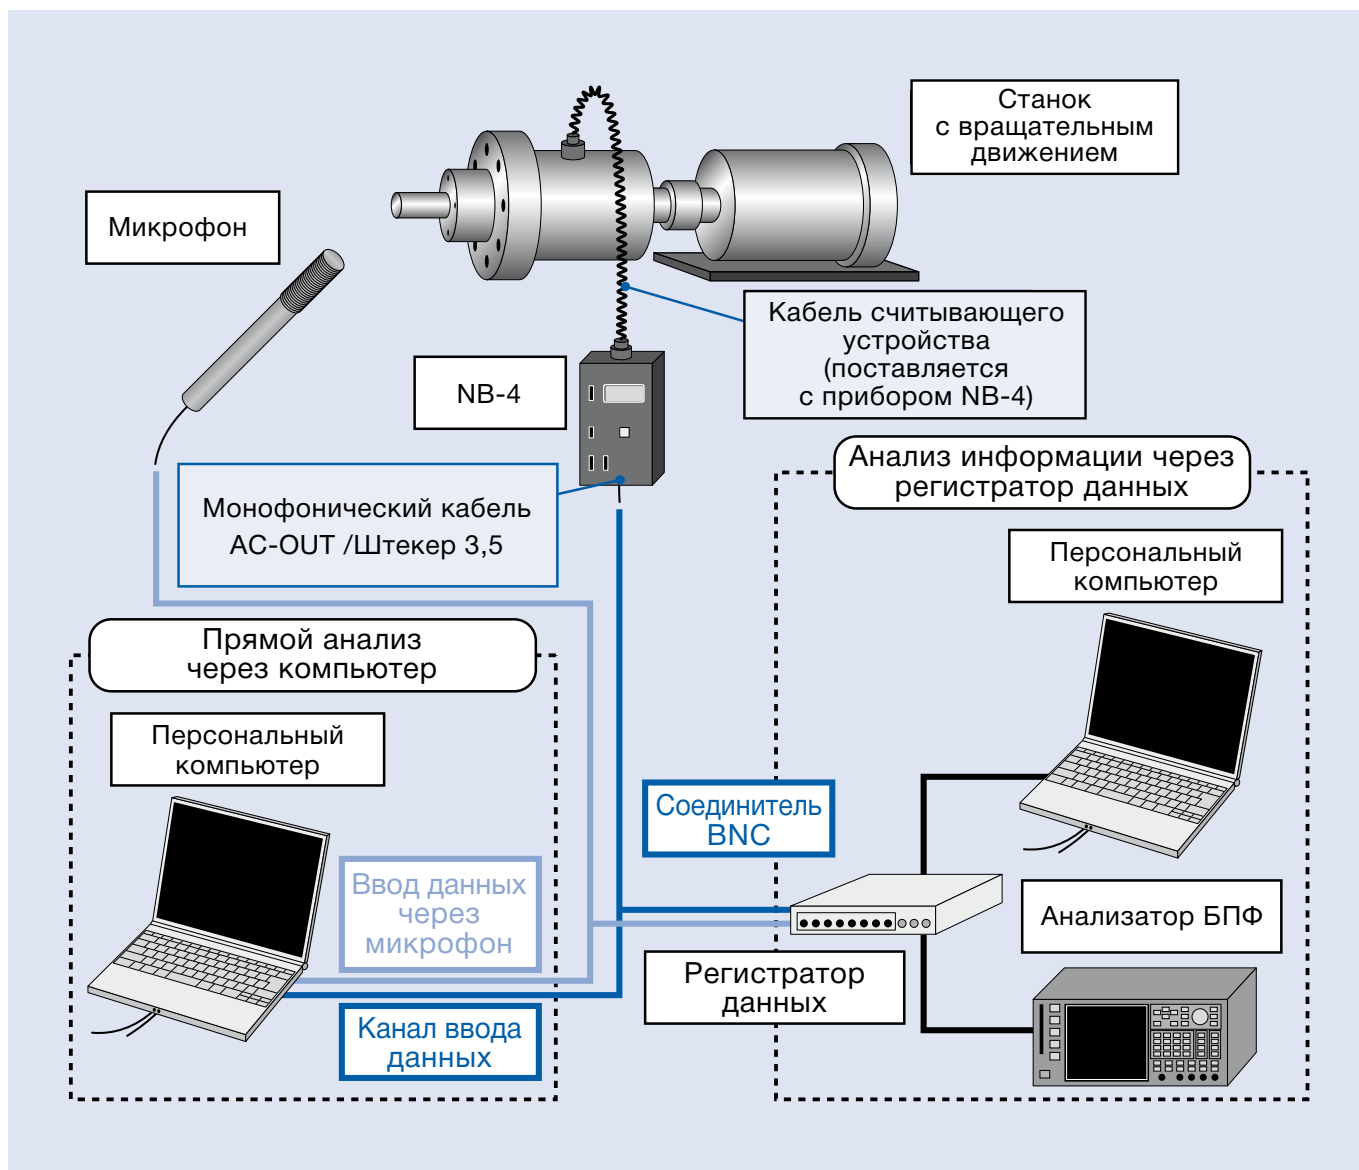 Станок
с вращательным
движением
Микрофон
Кабель считывающего
устройства
(поставляется
с прибором NB-4)
NB-4
Анализ информации через
регистратор данных
Монофонический кабель
AC-OUT /Штекер 3,5
Персональный
компьютер
Прямой анализ
через компьютер
Персональный
компьютер
Соединитель
BNC
Ввод данных
через
микрофон
Анализатор БПФ
Регистратор
данных
Канал ввода
данных